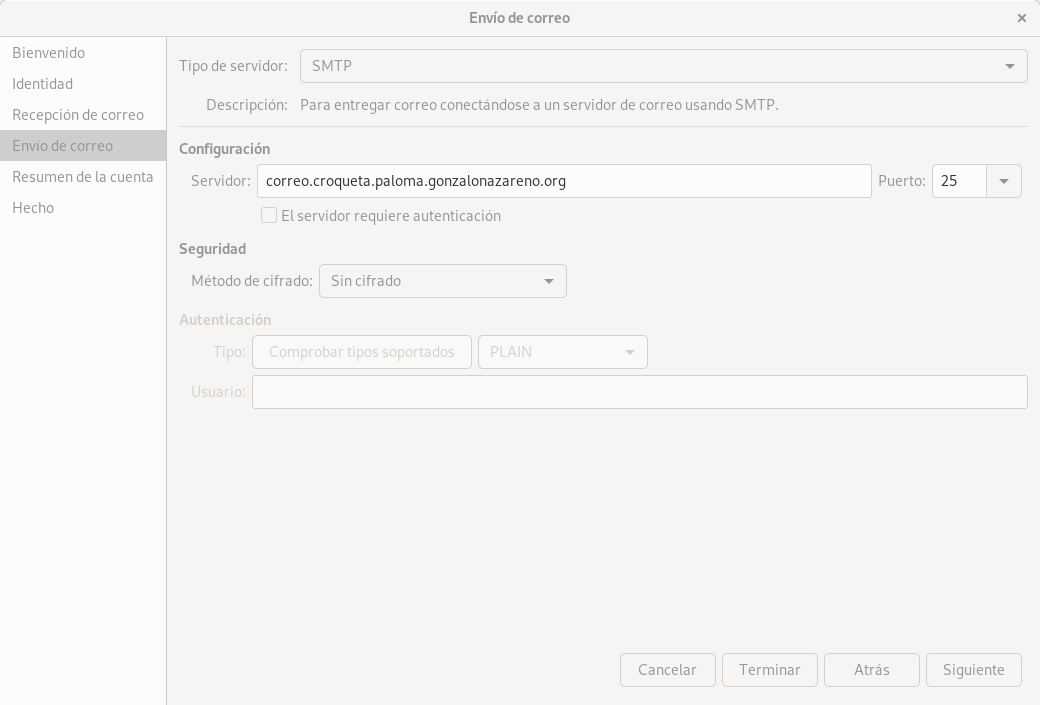 Envío de correo
Bienvenido
Identidad
Recepción de correo
Envío de correo
Resumen de la cuenta
Hecho
Tipo de servidor: SMTP
Descripción: Para entregar correo conectándose a un servidor de correo usando SMTP.
Configuración
Servidor: correo.croqueta.paloma.gonzalonazareno.org Puerto: 25
El servidor requiere autenticación
Seguridad
Método de cifrado: Sin cifrado
Autenticación
Tipo: Comprobar tipos soportados PLAIN
Usuario:
Cancelar Terminar Atrás Siguiente